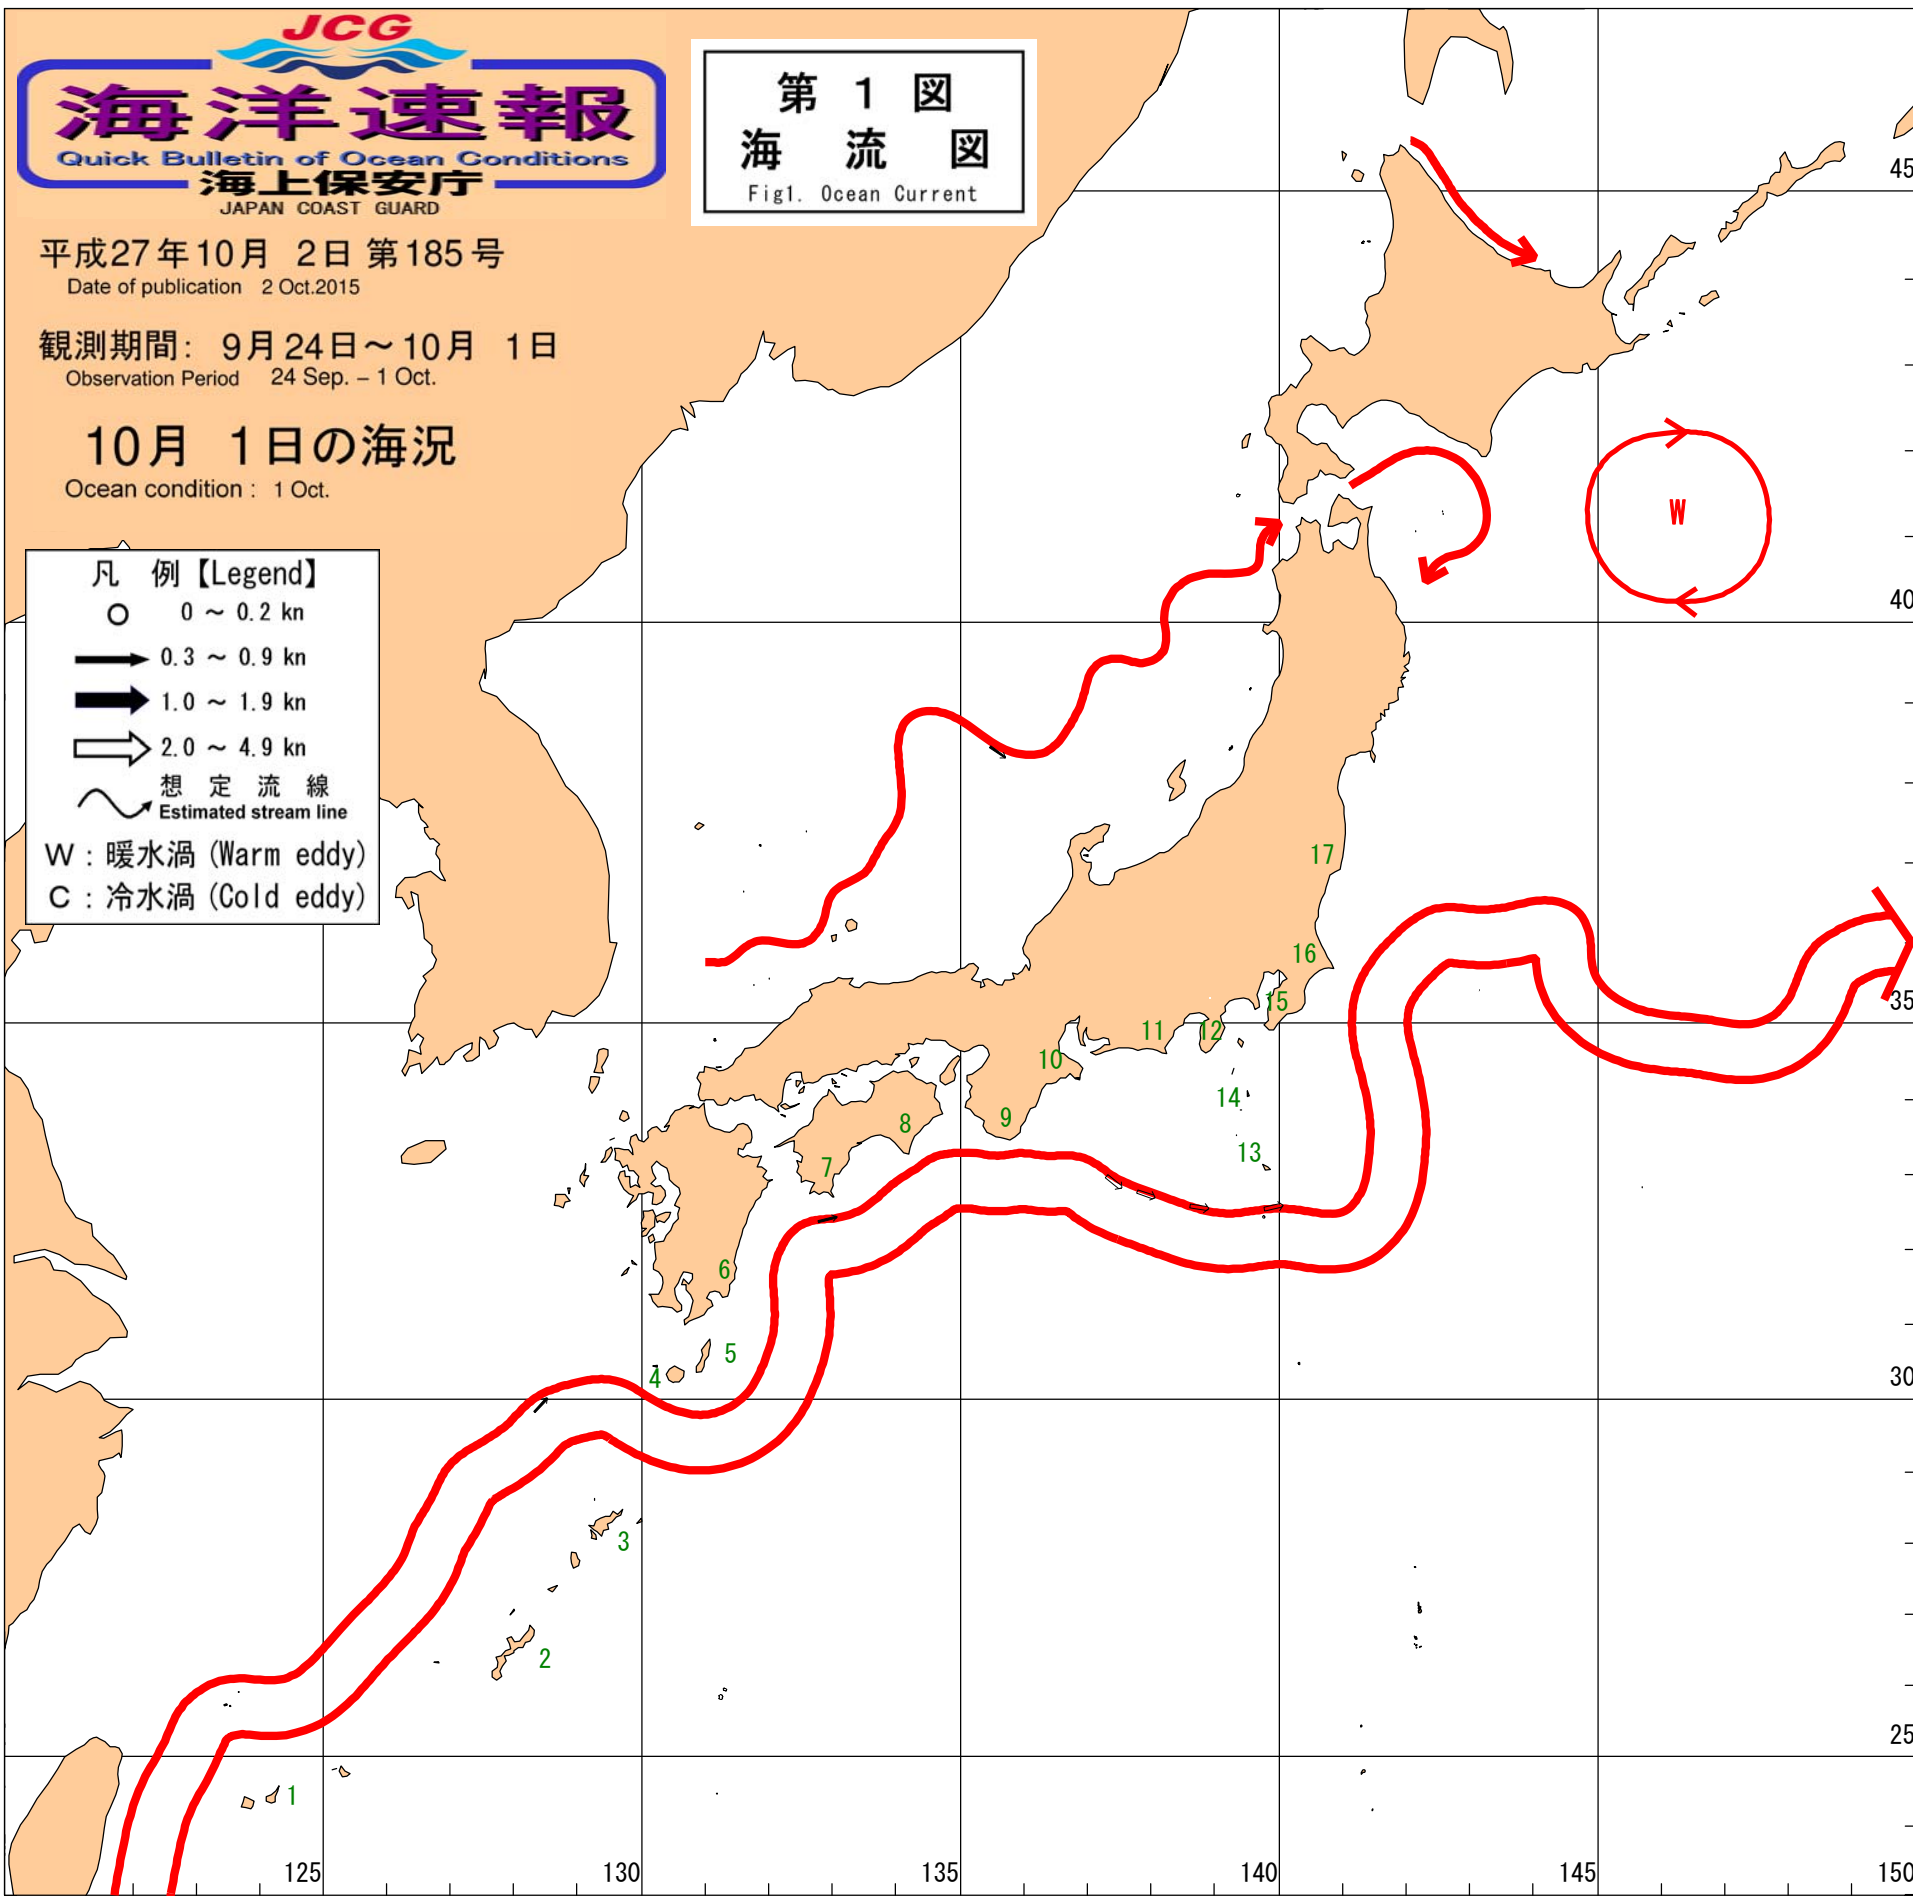 JCG
海洋速報
Quick Bulletin of Ocean Conditions
海上保安庁
JAPAN COAST GUARD
平成27年10月 2日 第185号
Date of publication 2 Oct.2015
観測期間: 9月24日~10月 1日
Observation Period 24 Sep. – 1 Oct.
10月 1日の海況
Ocean condition : 1 Oct.
第 1 図
海 流 図
Fig1. Ocean Current
凡 例【Legend】
0 ~ 0.2 kn
0.3 ~ 0.9 kn
1.0 ~ 1.9 kn
2.0 ~ 4.9 kn
想 定 流 線
Estimated stream line
W : 暖水渦 (Warm eddy)
C : 冷水渦 (Cold eddy)
45
W
40
17
16
35
15
12
11
10
14
9
8
13
7
6
5
4
30
3
2
25
1
125
130
135
140
145
150